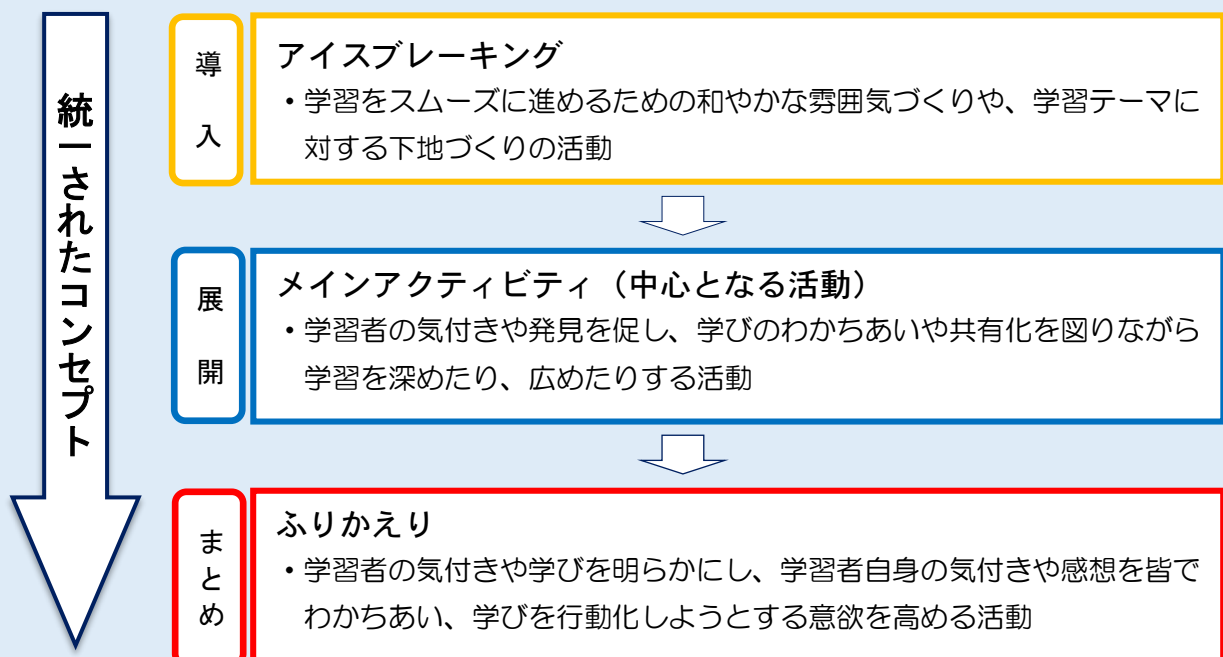 統一されたコンセプト
導入
アイスブレーキング
・学習をスムーズに進めるための和やかな雰囲気づくりや、学習テーマに
対する下地づくりの活動
展開
メインアクティビティ（中心となる活動）
・学習者の気付きや発見を促し、学びのわかちあいや共有化を図りながら
学習を深めたり、広めたりする活動
まとめ
ふりかえり
・学習者の気付きや学びを明らかにし、学習者自身の気付きや感想を皆で
わかちあい、学びを行動化しようとする意欲を高める活動